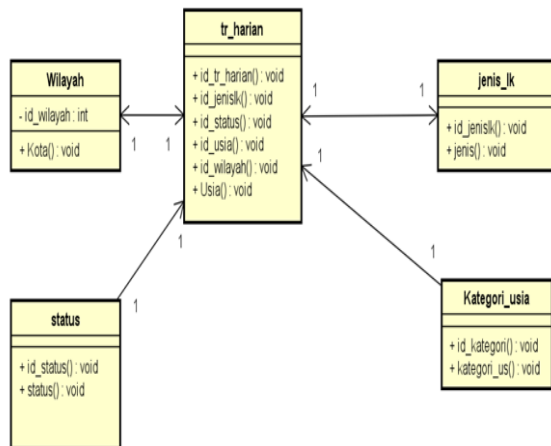 tr_harian
+ id_tr_harian() : void
+ id_jenislk() : void
+ id_status() : void
+ id_usia() : void
+ id_wilayah() : void
+ Usia() : void
Wilayah
- id_wilayah : int
+ Kota() : void
jenis_lk
+ id_jenislk() : void
+ jenis() : void
1
1
1
1
1
1
1
1
status
+ id_status() : void
+ status() : void
Kategori_usia
+ id_kategori() : void
+ kategori_us() : void